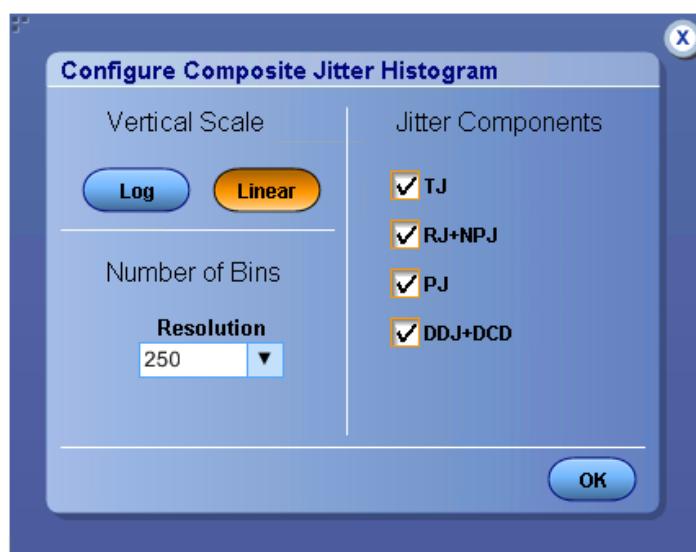 X
Configure Composite Jitter Histogram
Vertical Scale
Log
Linear
Number of Bins
Resolution
250
Jitter Components
TJ
RJ+NPJ
PJ
DDJ+DCD
OK